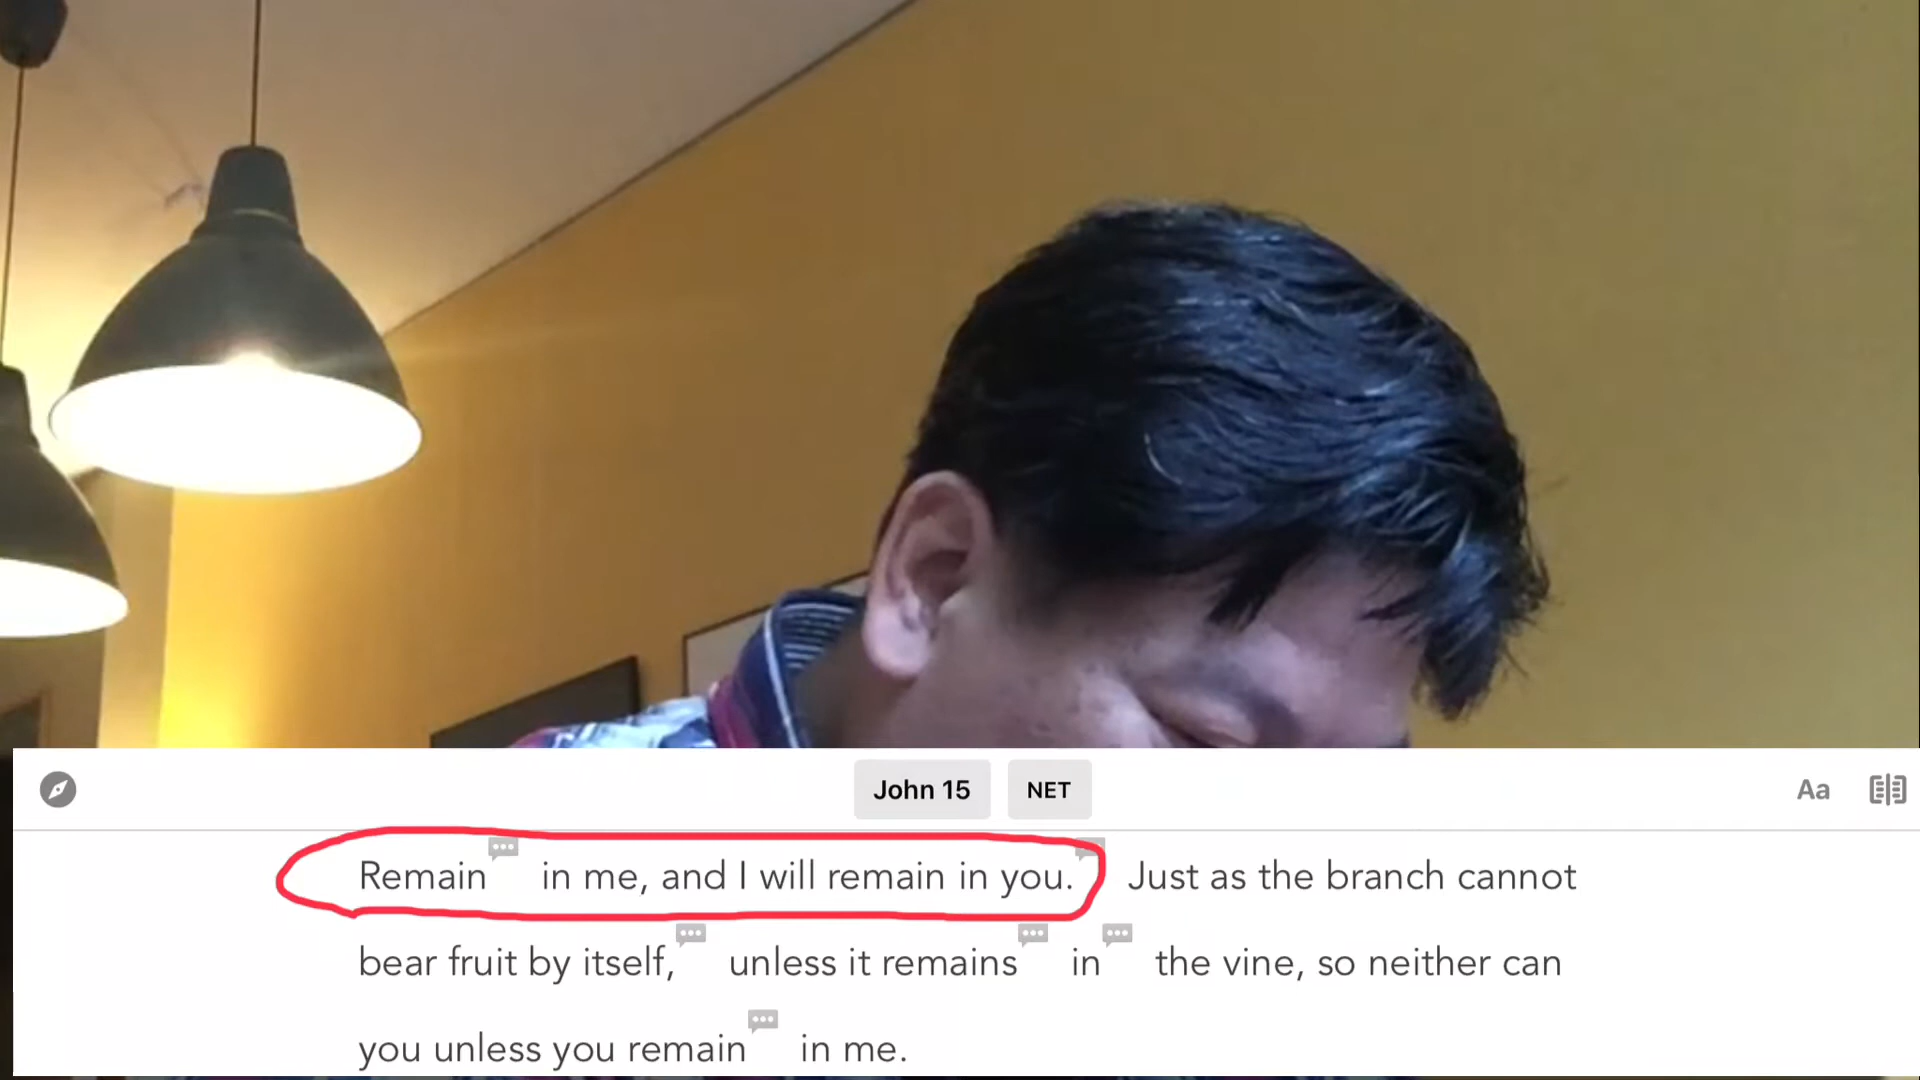 John 15 NET Aa
Remain in me, and I will remain in you. Just as the branch cannot
bear fruit by itself, unless it remains in the vine, so neither can
you unless you remain in me.